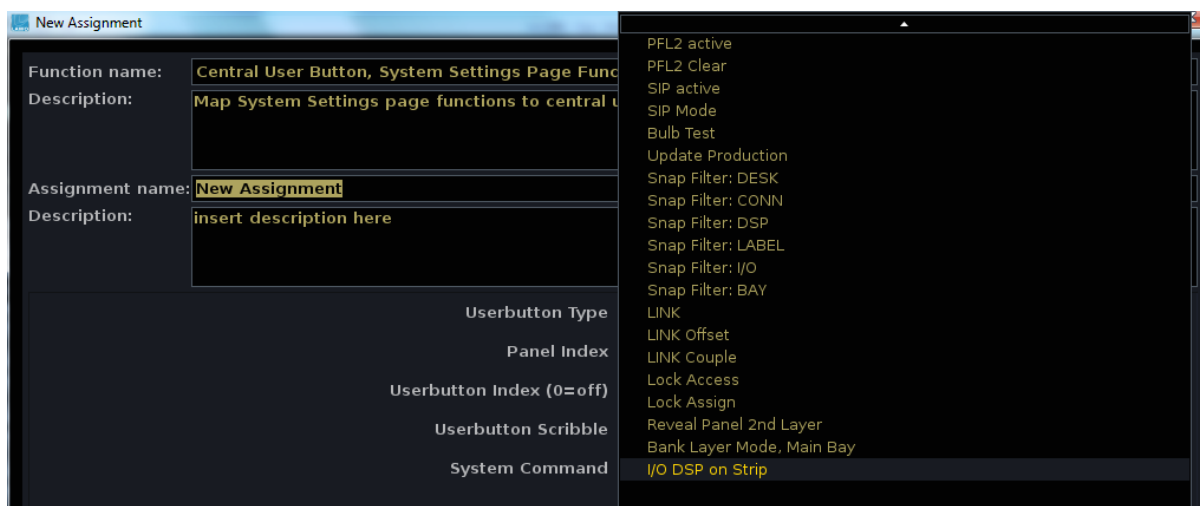 New Assignment
Function name:
Central User Button, System Settings Page Func
Description:
Map System Settings page functions to central u
Assignment name:
New Assignment
Description:
insert description here
Userbutton Type
Panel Index
Userbutton Index (0=off)
Userbutton Scribble
System Command
PFL2 active
PFL2 Clear
SIP active
SIP Mode
Bulb Test
Update Production
Snap Filter: DESK
Snap Filter: CONN
Snap Filter: DSP
Snap Filter: LABEL
Snap Filter: I/O
Snap Filter: BAY
LINK
LINK Offset
LINK Couple
Lock Access
Lock Assign
Reveal Panel 2nd Layer
Bank Layer Mode, Main Bay
I/O DSP on Strip